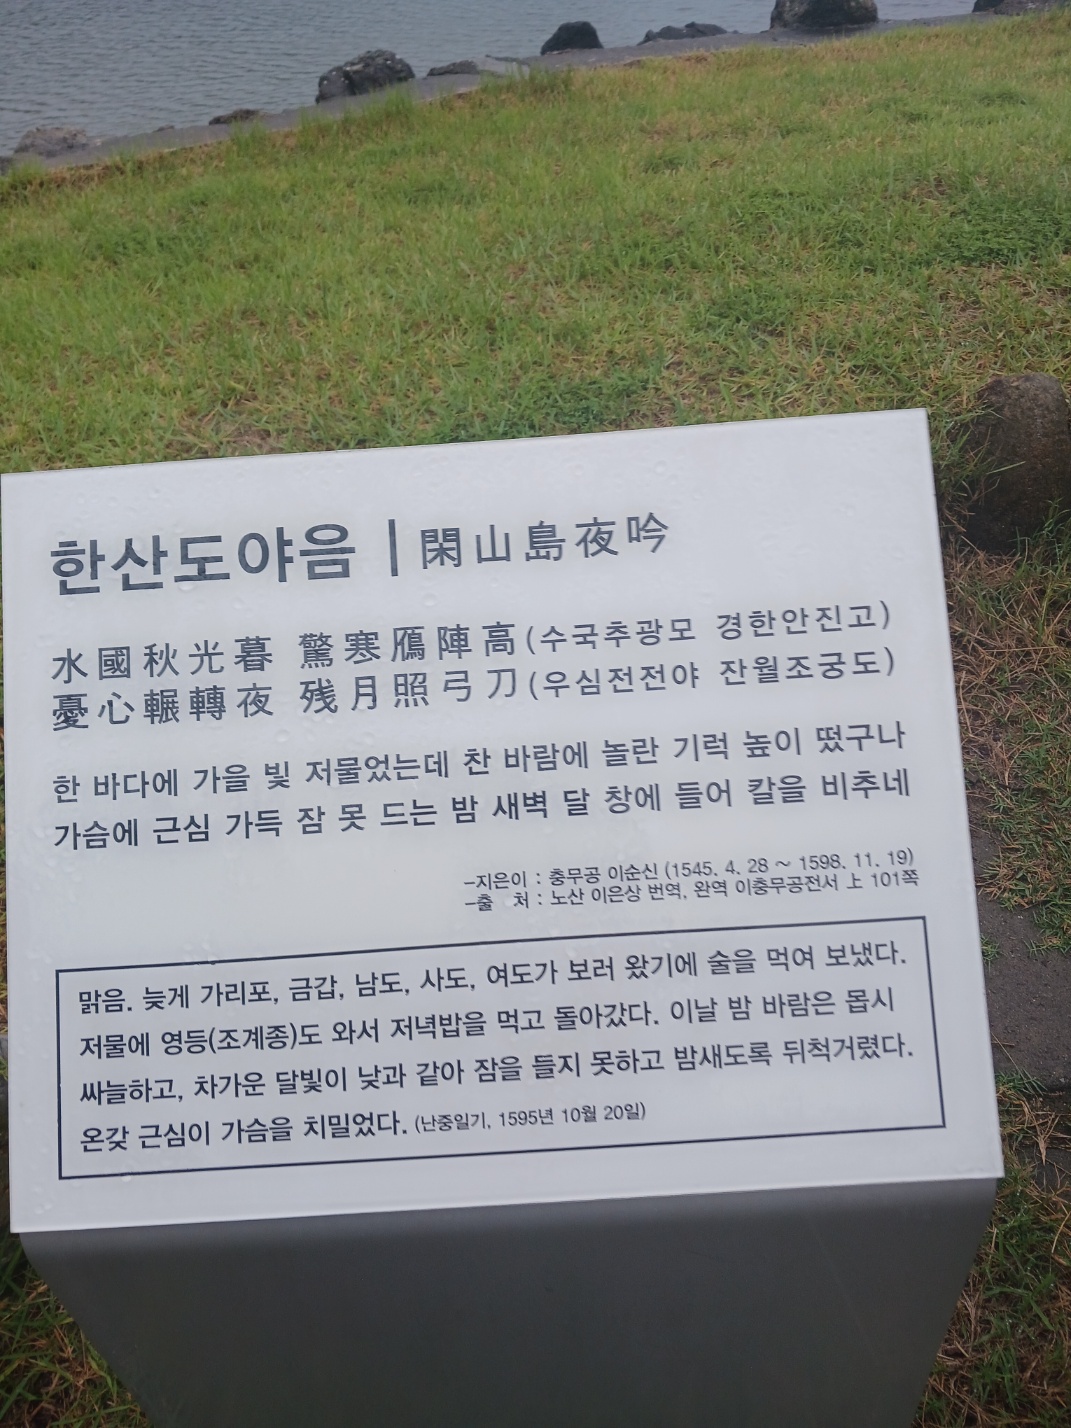 한산도야음 | 閑山島夜吟
水國秋光暮 驚寒鴈陣高(수국추광모 경한안진고)
憂心輾轉夜 残月照弓刀(우심전전야 잔월조궁도)
한 바다에 가을 빛 저물었는데 찬 바람에 놀란 기럭 높이 떴구나
가슴에 근심 가득 잠 못 드는 밤 새벽 달 창에 들어 칼을 비추네
-지은이 : 충무공 이순신 (1545. 4. 28 ~ 1598. 11. 19)
-출 처 : 노산 이은상 번역, 완역 이충무공전서 上 101쪽
맑음. 늦게 가리포, 금갑, 남도, 사도, 여도가 보러 왔기에 술을 먹여 보냈다.
저물에 영등(조계종)도 와서 저녁밥을 먹고 돌아갔다. 이날 밤 바람은 몹시
싸늘하고, 차가운 달빛이 낮과 같아 잠을 들지 못하고 밤새도록 뒤척거렸다.
온갖 근심이 가슴을 치밀었다. (난중일기, 1595년 10월 20일)